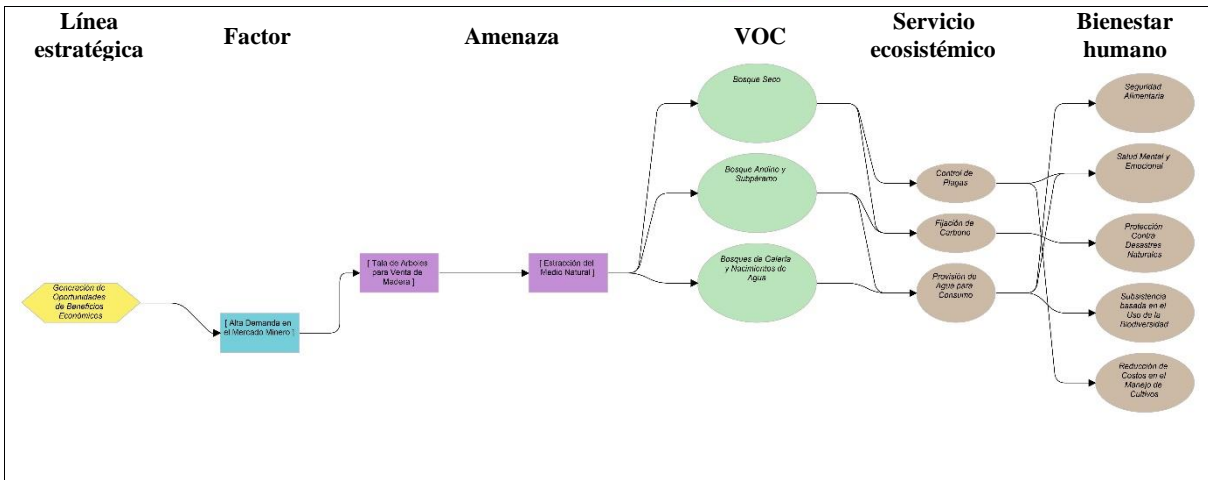 Línea
estratégica
Factor
Amenaza
VOC
Servicio
ecosistémico
Bienestar
humano
Generación de
Oportunidades
de Beneficios
Económicos
[ Alta Demanda en
el Mercado Minero ]
[ Tala de Arboles
para Venta de
Madera ]
[ Estracción del
Medio Natural ]
Bosque Seco
Bosque Andino y
Subpáramo
Bosques de Galería
y Nacimientos de
Agua
Control de
Plagas
Fijación de
Carbono
Provisión de
Agua para
Consumo
Seguridad
Alimentaria
Salud Mental y
Emocional
Protección
Contra
Desastres
Naturales
Subsistencia
basada en el
Uso de la
Biodiversidad
Reducción de
Costos en el
Manejo de
Cultivos